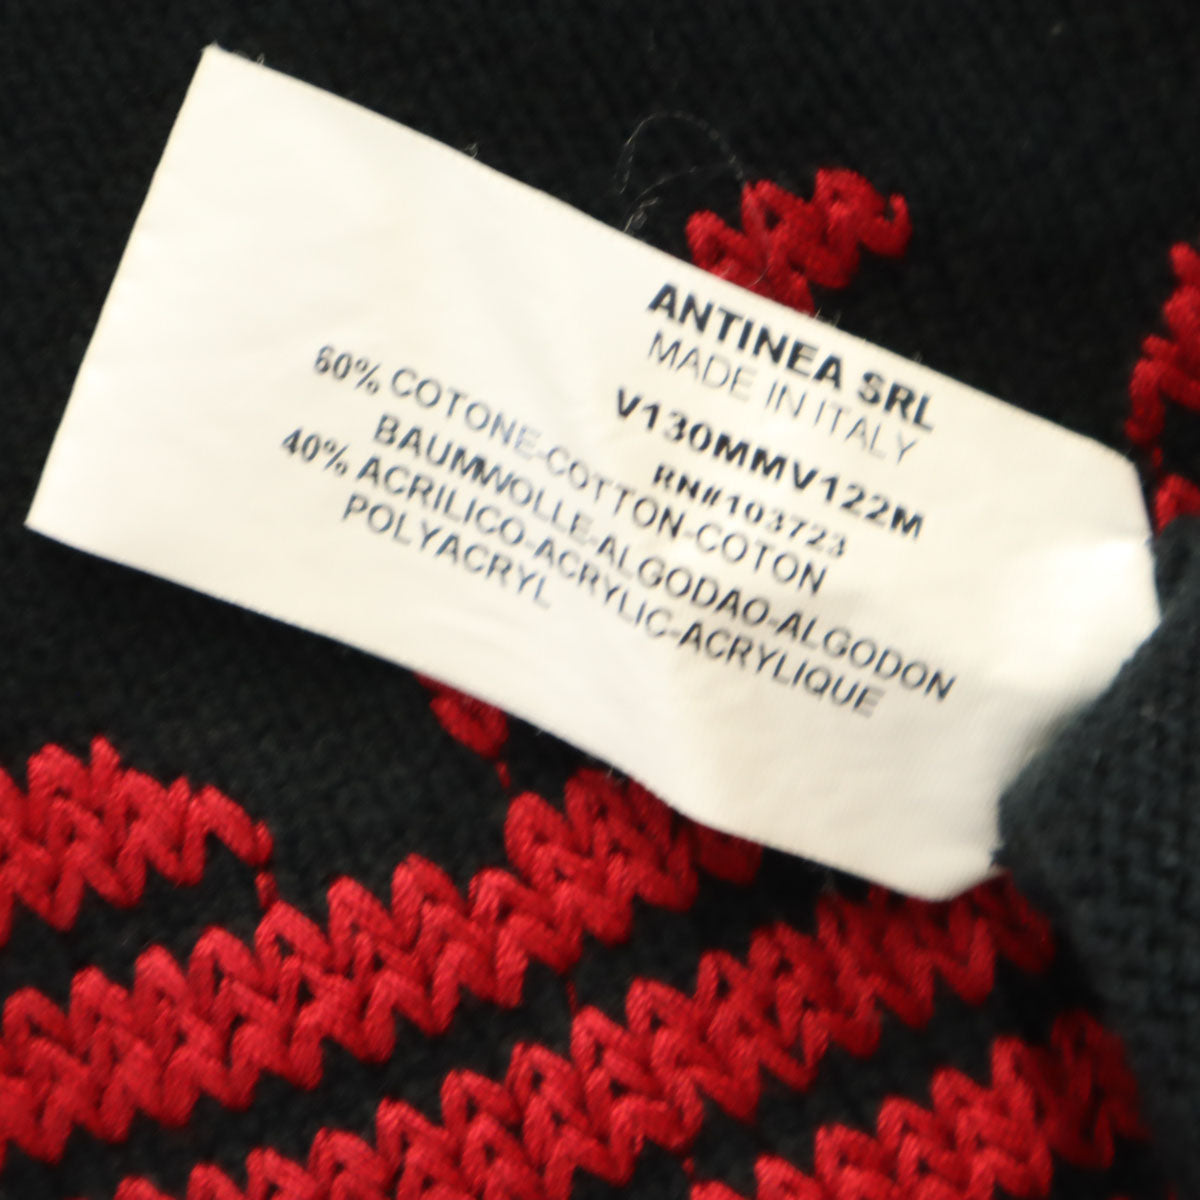 ANTINEA SRL
MADE IN ITALY
V130MMV122M
RN#103723
60% COTONE-COTTON-COTON
BAUMWOLLE-ALGODAO-ALGODON
40% ACRILICO-ACRYLIC-ACRYLIQUE
POLYACRYL